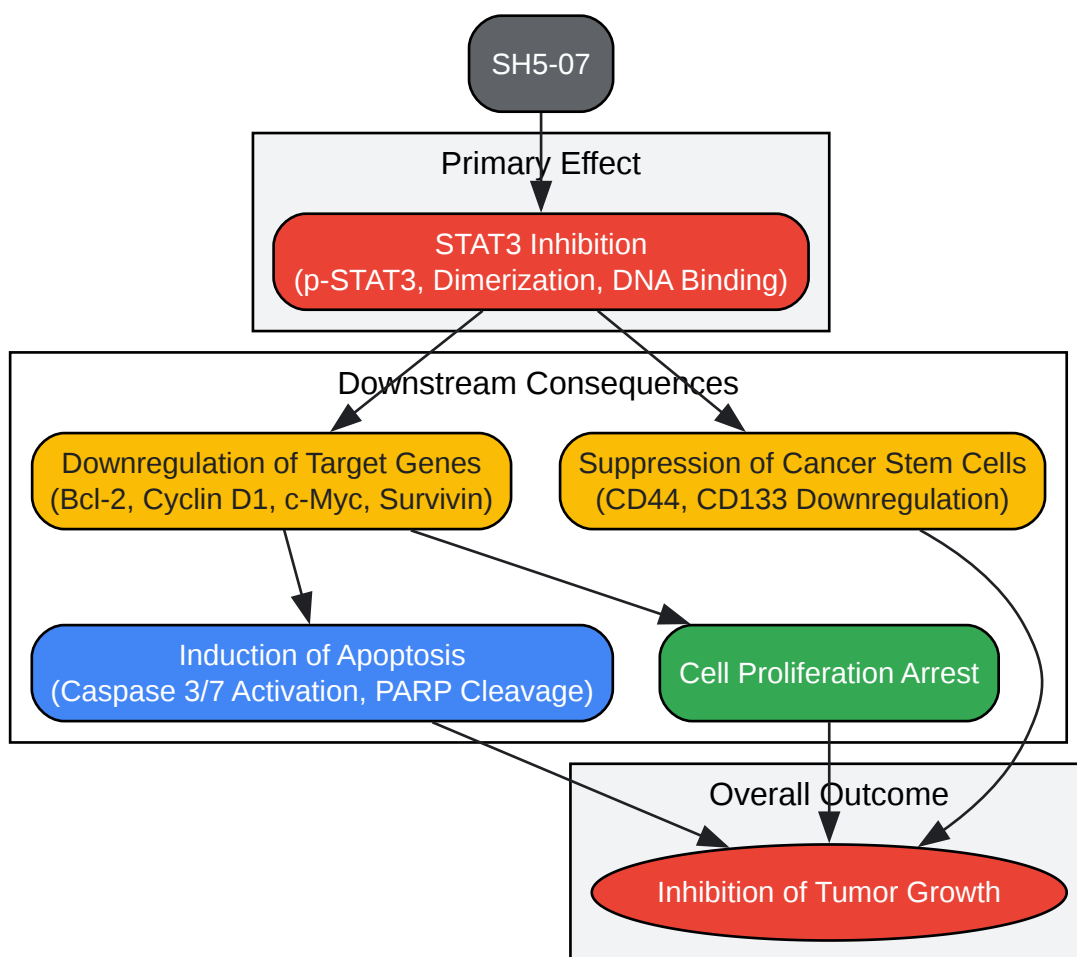 SH5-07
Primary Effect
STAT3 Inhibition
(p-STAT3, Dimerization, DNA Binding)
Downstream Consequences
Downregulation of Target Genes
(Bcl-2, Cyclin D1, c-Myc, Survivin)
Suppression of Cancer Stem Cells
(CD44, CD133 Downregulation)
Induction of Apoptosis
(Caspase 3/7 Activation, PARP Cleavage)
Cell Proliferation Arrest
Overall Outcome
Inhibition of Tumor Growth